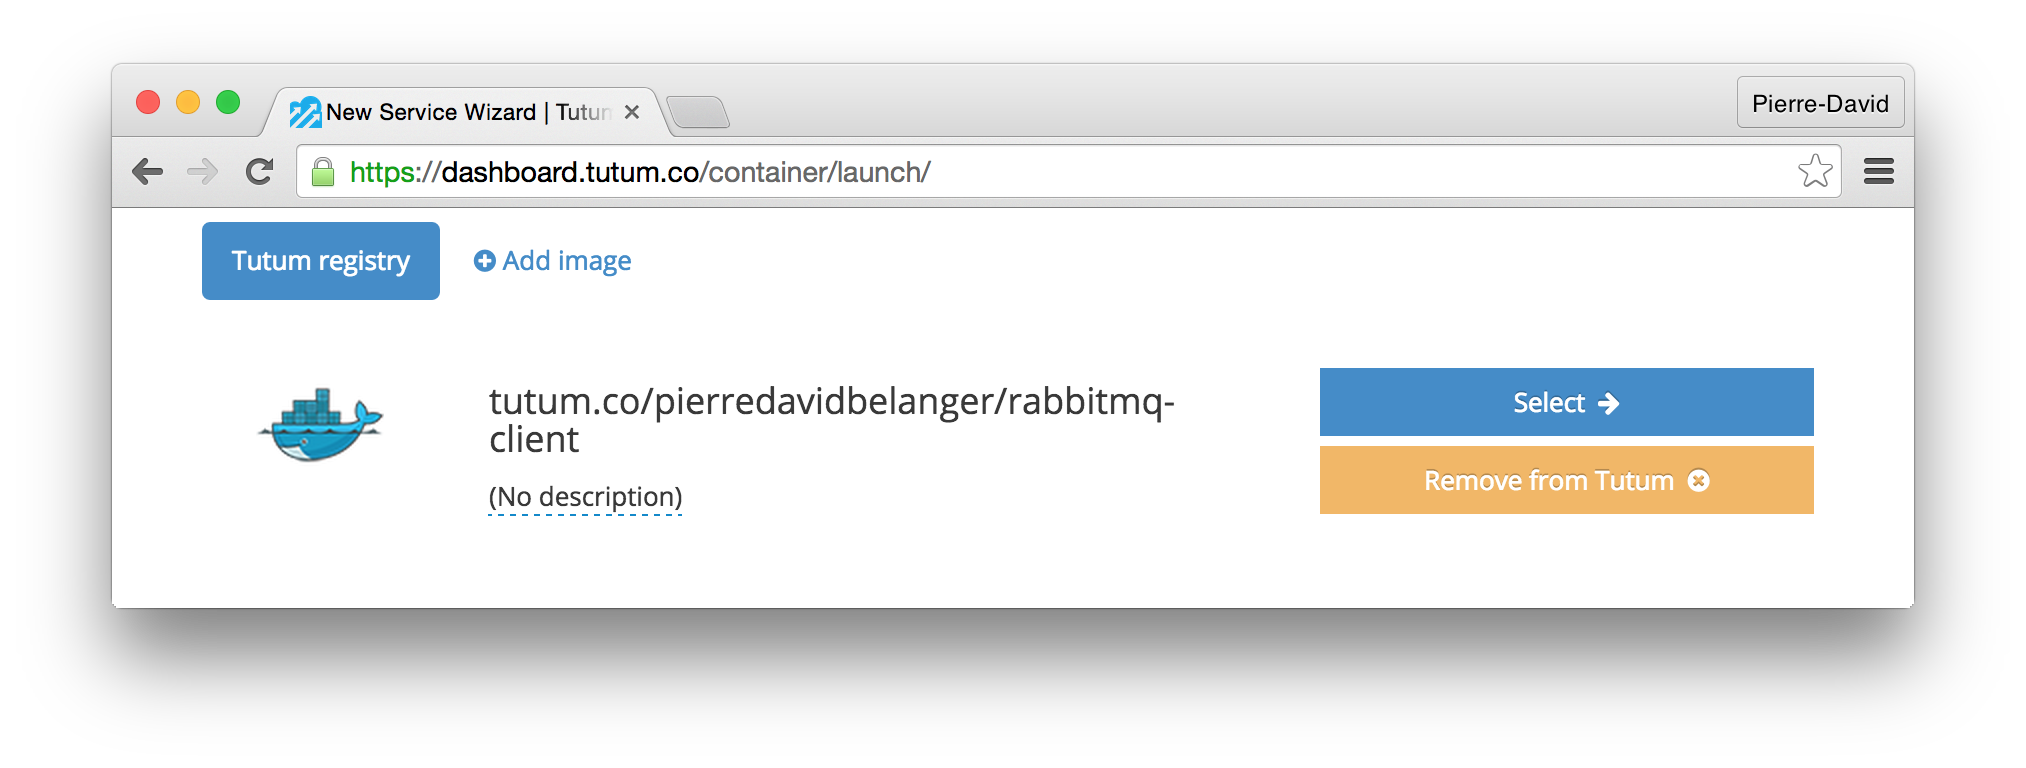 New Service Wizard | Tutum
Pierre-David
https://dashboard.tutum.co/container/launch/
Tutum registry
Add image
tutum.co/pierredavidbelanger/rabbitmq-
client
(No description)
Select
Remove from Tutum